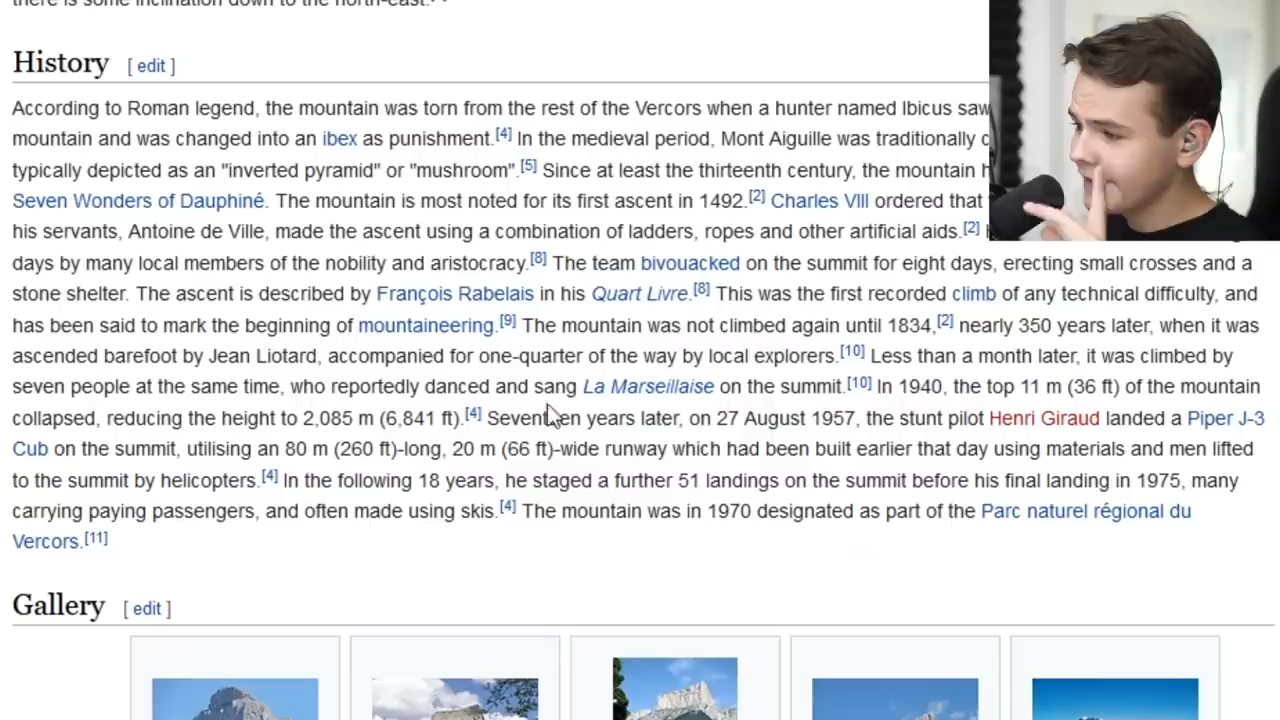 there is some inclination down to the north-east.
History [ edit ]
According to Roman legend, the mountain was torn from the rest of the Vercors when a hunter named Ibicus saw
mountain and was changed into an ibex as punishment.[4] In the medieval period, Mont Aiguille was traditionally
typically depicted as an "inverted pyramid" or "mushroom".[5] Since at least the thirteenth century, the mountain
Seven Wonders of Dauphiné. The mountain is most noted for its first ascent in 1492.[2] Charles VIII ordered that
his servants, Antoine de Ville, made the ascent using a combination of ladders, ropes and other artificial aids.[2]
days by many local members of the nobility and aristocracy.[8] The team bivouacked on the summit for eight days, erecting small crosses and a
stone shelter. The ascent is described by François Rabelais in his Quart Livre.[8] This was the first recorded climb of any technical difficulty, and
has been said to mark the beginning of mountaineering.[9] The mountain was not climbed again until 1834,[2] nearly 350 years later, when it was
ascended barefoot by Jean Liotard, accompanied for one-quarter of the way by local explorers.[10] Less than a month later, it was climbed by
seven people at the same time, who reportedly danced and sang La Marseillaise on the summit.[10] In 1940, the top 11 m (36 ft) of the mountain
collapsed, reducing the height to 2,085 m (6,841 ft).[4] Seventeen years later, on 27 August 1957, the stunt pilot Henri Giraud landed a Piper J-3
Cub on the summit, utilising an 80 m (260 ft)-long, 20 m (66 ft)-wide runway which had been built earlier that day using materials and men lifted
to the summit by helicopters.[4] In the following 18 years, he staged a further 51 landings on the summit before his final landing in 1975, many
carrying paying passengers, and often made using skis.[4] The mountain was in 1970 designated as part of the Parc naturel régional du
Vercors.[11]
Gallery [ edit ]